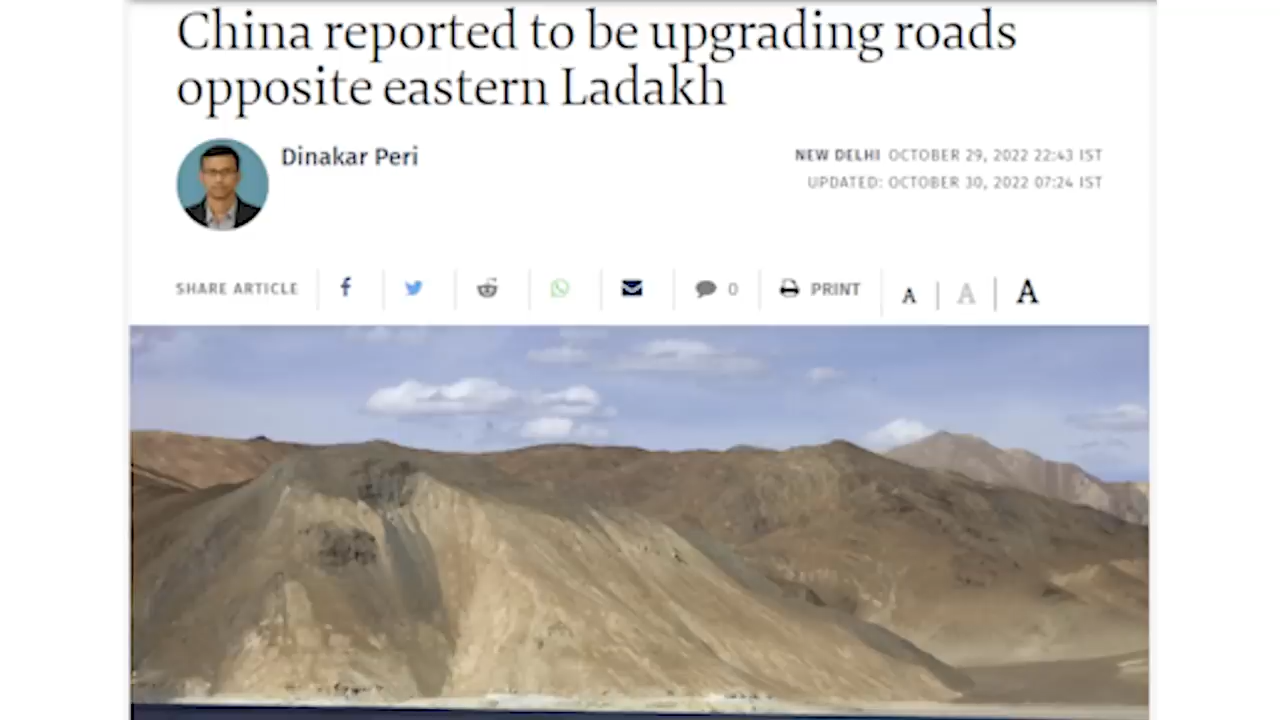 China reported to be upgrading roads
opposite eastern Ladakh
Dinakar Peri
NEW DELHI OCTOBER 29, 2022 22:43 IST
UPDATED: OCTOBER 30, 2022 07:24 IST
SHARE ARTICLE 0 PRINT A A A